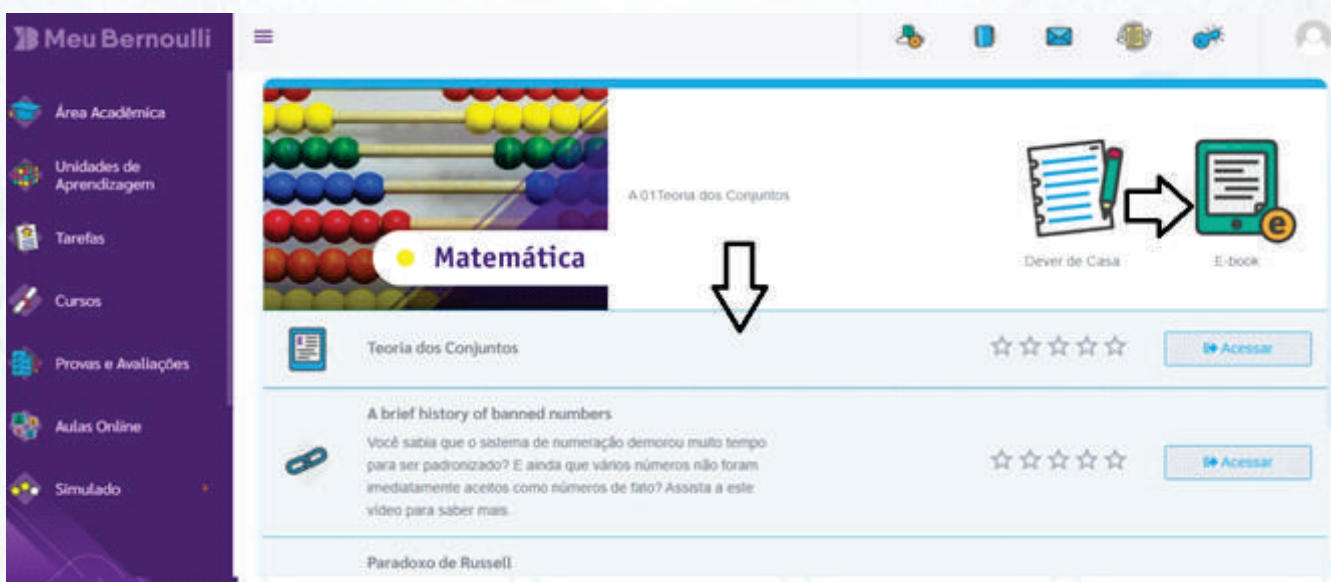 Meu Bernoulli
Área Acadêmica
Unidades de
Aprendizagem
Tarefas
Cursos
Provas e Avaliações
Aulas Online
Simulado
Matemática
A 01Teoria dos Conjuntos
Dever de Casa
E-book
e
Teoria dos Conjuntos
Acessar
A brief history of banned numbers
Você sabia que o sistema de numeração demorou muito tempo
para ser padronizado? E ainda que vários números não foram
imediatamente aceitos como números de fato? Assista a este
vídeo para saber mais.
Acessar
Paradoxo de Russell